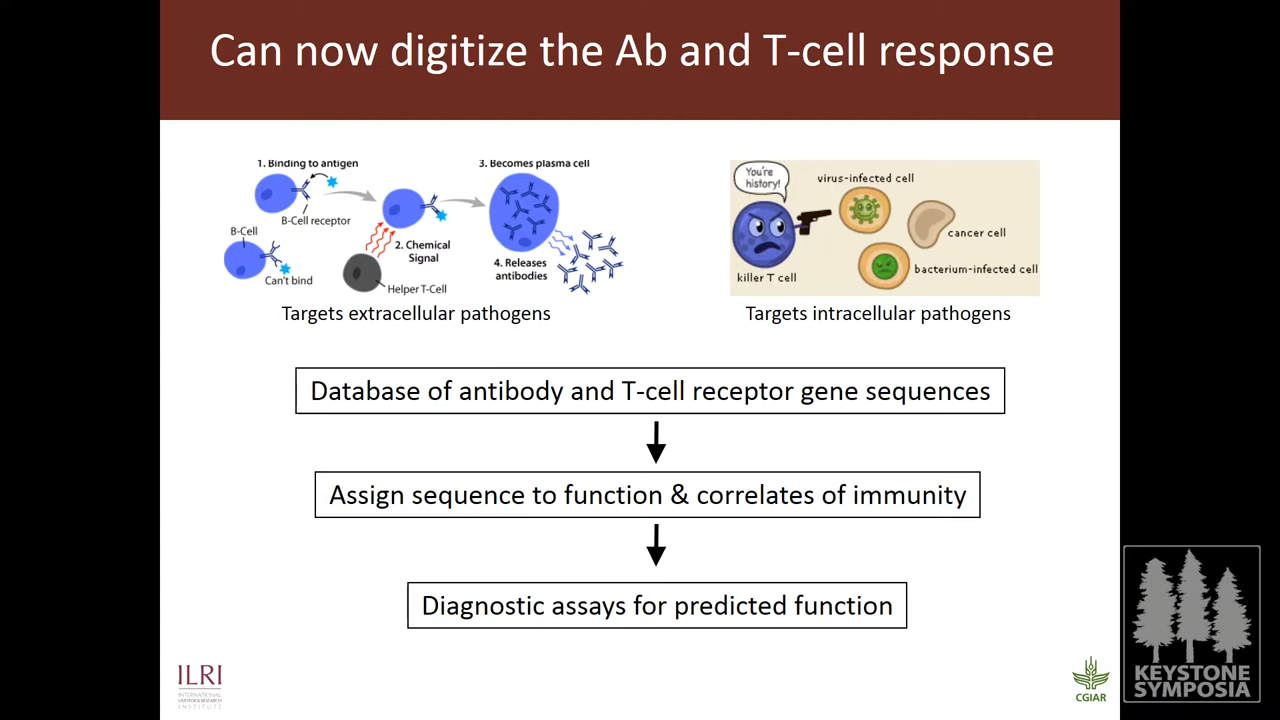 Can now digitize the Ab and T-cell response
1. Binding to antigen
B-Cell receptor
B-Cell
Can't bind
2. Chemical
Signal
Helper T-Cell
3. Becomes plasma cell
4. Releases
antibodies
Targets extracellular pathogens
You're
history!
killer T cell
virus-infected cell
cancer cell
bacterium-infected cell
Targets intracellular pathogens
Database of antibody and T-cell receptor gene sequences
Assign sequence to function & correlates of immunity
Diagnostic assays for predicted function
ILRI
INTERNATIONAL
LIVESTOCK RESEARCH
INSTITUTE
CGIAR
KEYSTONE
SYMPOSIA